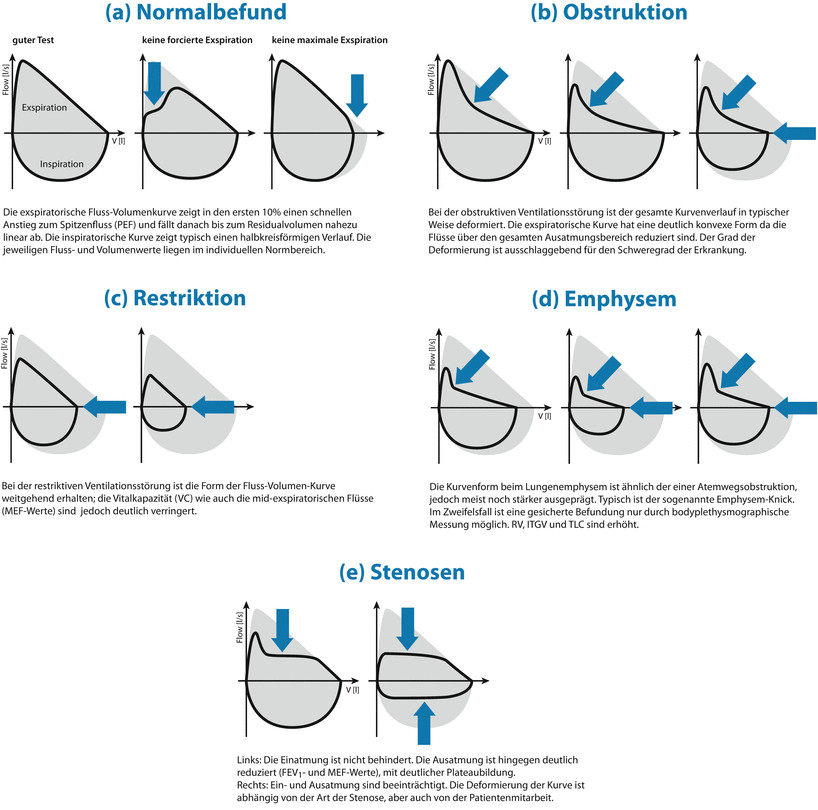 (a) Normalbefund
guter Test
keine forcierte Exspiration
keine maximale Exspiration
Flow [l/s]
Exspiration
V [l]
Inspiration
Die exspiratorische Fluss-Volumenkurve zeigt in den ersten 10% einen schnellen
Anstieg zum Spitzenfluss (PEF) und fällt danach bis zum Residualvolumen nahezu
linear ab. Die inspiratorische Kurve zeigt typisch einen halbkreisförmigen Verlauf. Die
jeweiligen Fluss- und Volumenwerte liegen im individuellen Normbereich.
(b) Obstruktion
Flow [l/s]
V [l]
Bei der obstruktiven Ventilationsstörung ist der gesamte Kurvenverlauf in typischer
Weise deformiert. Die exspiratorische Kurve hat eine deutlich konvexe Form da die
Flüsse über den gesamten Ausatmungsbereich reduziert sind. Der Grad der
Deformierung ist ausschlaggebend für den Schweregrad der Erkrankung.
(c) Restriktion
Flow [l/s]
Bei der restriktiven Ventilationsstörung ist die Form der Fluss-Volumen-Kurve
weitgehend erhalten; die Vitalkapazität (VC) wie auch die mid-exspiratorischen Flüsse
(MEF-Werte) sind jedoch deutlich verringert.
(d) Emphysem
Flow [l/s]
V [l]
Die Kurvenform beim Lungenemphysem ist ähnlich der einer Atemwegsobstruktion,
jedoch meist noch stärker ausgeprägt. Typisch ist der sogenannte Emphysem-Knick.
Im Zweifelsfall ist eine gesicherte Befundung nur durch bodyplethysmographische
Messung möglich. RV, ITGV und TLC sind erhöht.
(e) Stenosen
Flow [l/s]
V [l]
Links: Die Einatmung ist nicht behindert. Die Ausatmung ist hingegen deutlich
reduziert (FEV₁- und MEF-Werte), mit deutlicher Plateaubildung.
Rechts: Ein- und Ausatmung sind beeinträchtigt. Die Deformierung der Kurve ist
abhängig von der Art der Stenose, aber auch von der Patientenmitarbeit.